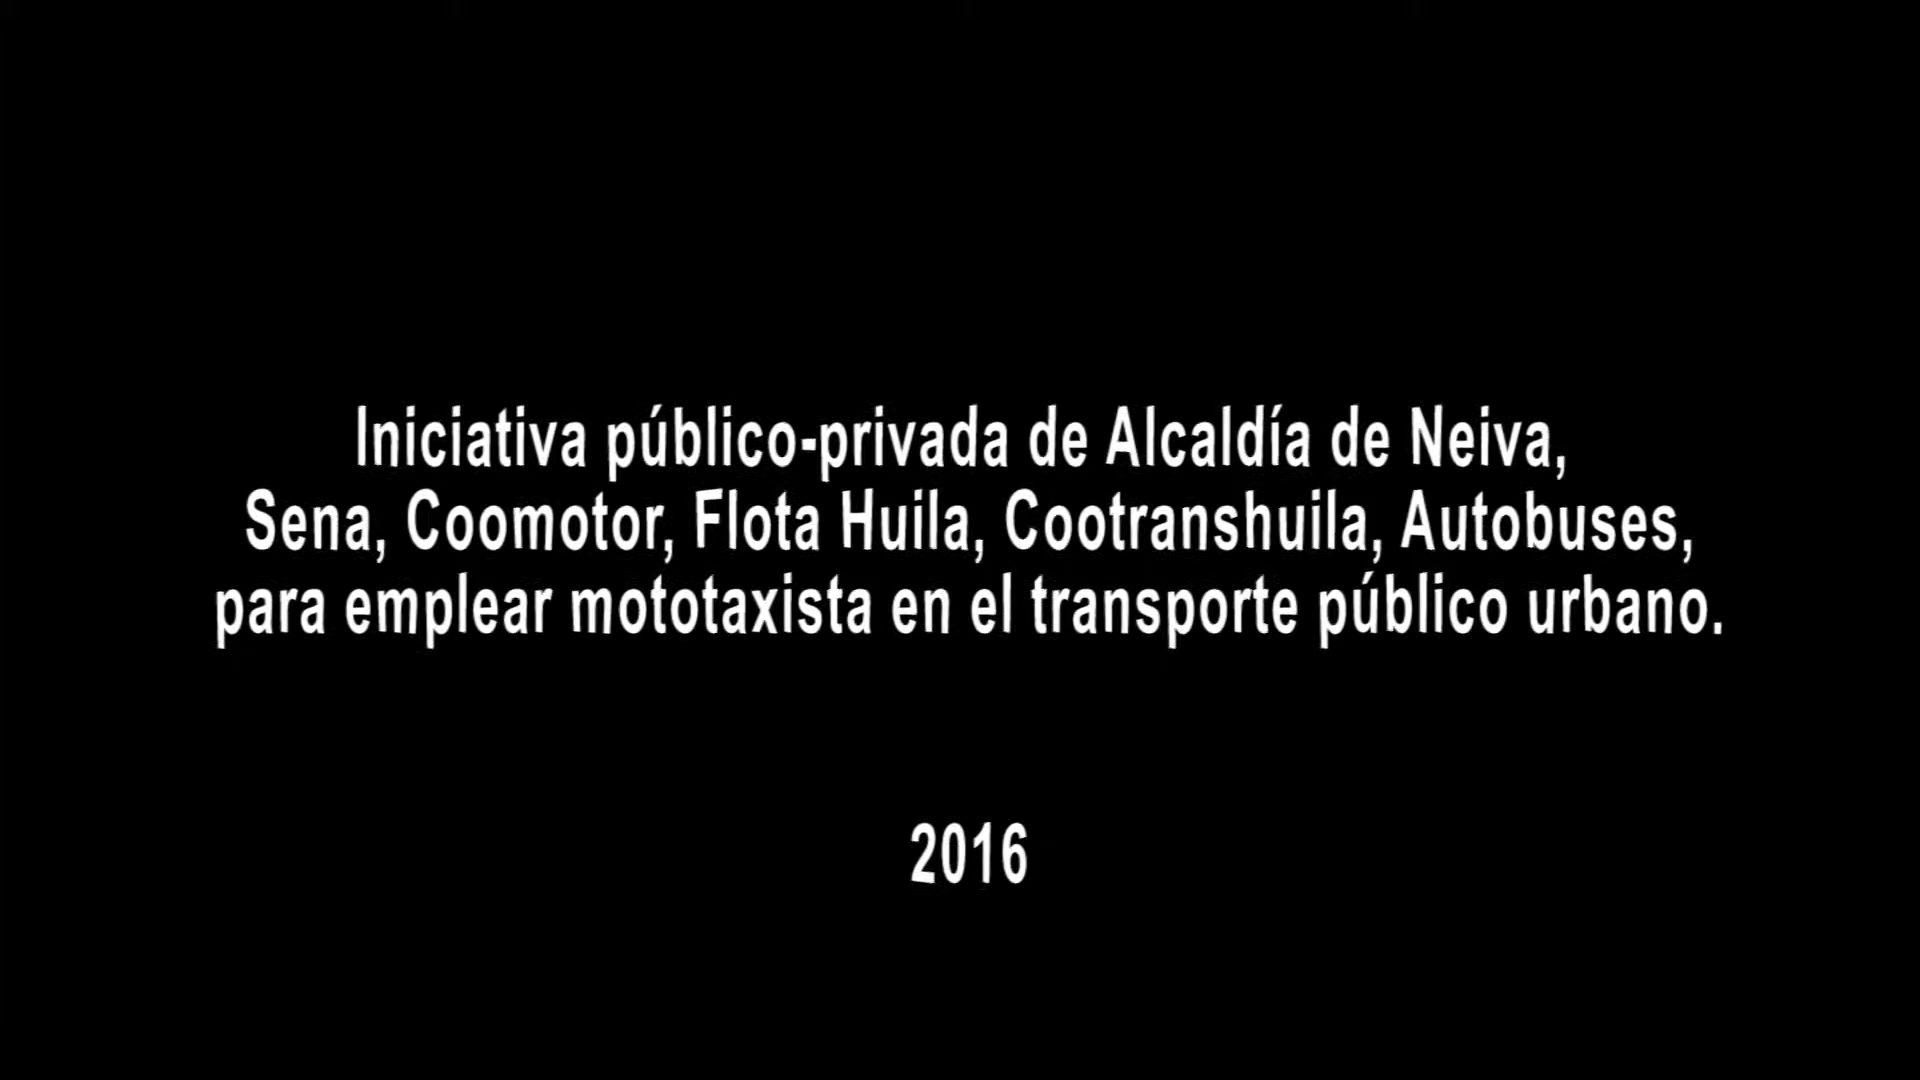 Iniciativa público-privada de Alcaldía de Neiva,
Sena, Coomotor, Flota Huila, Cootranshuila, Autobuses,
para emplear mototaxista en el transporte público urbano.
2016